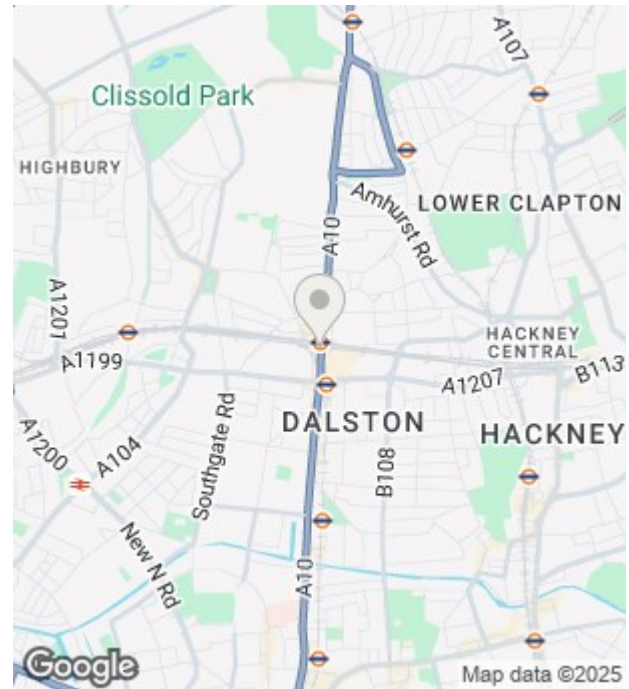 A107
Clissold Park
HIGHBURY
LOWER CLAPTON
Amhurst Rd
A10
A1201
HACKNEY
CENTRAL
A1199
B113
A1207
DALSTON
HACKNEY
A1200
A104
Southgate Rd
B108
New N Rd
A10
Google
Map data ©2025